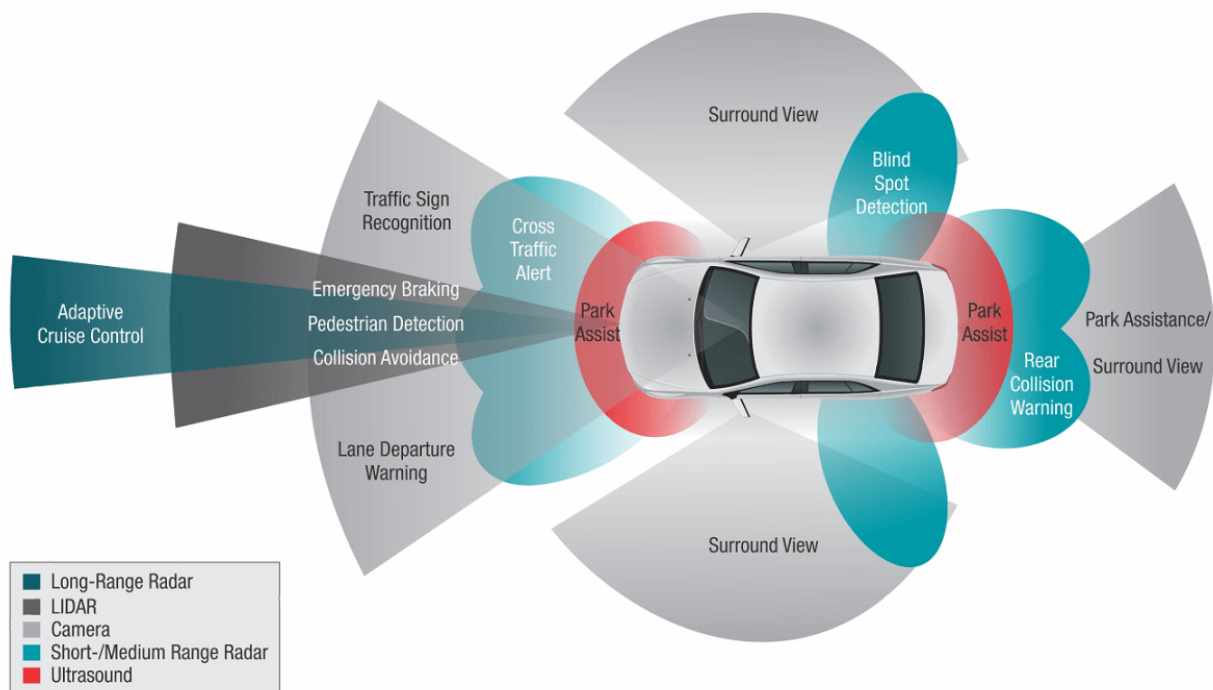 Surround View
Blind
Spot
Detection
Traffic Sign
Recognition
Cross
Traffic
Alert
Emergency Braking
Adaptive
Cruise Control
Pedestrian Detection
Collision Avoidance
Park
Assist
Park
Assist
Park Assistance/
Surround View
Rear
Collision
Warning
Lane Departure
Warning
Surround View
Long-Range Radar
LIDAR
Camera
Short-/Medium Range Radar
Ultrasound